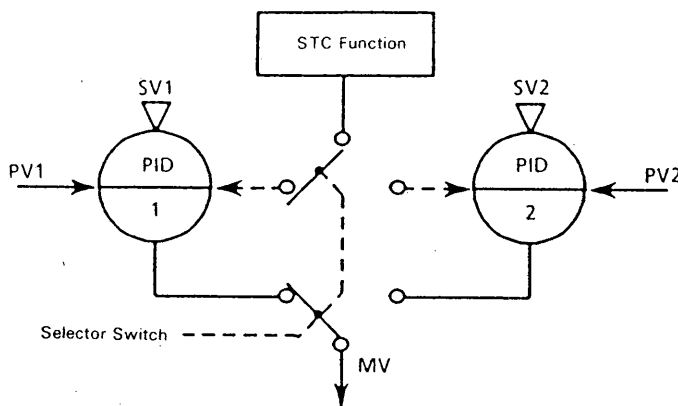 STC Function
SV1
SV2
PV1
PID
1
PID
2
PV2
Selector Switch
MV